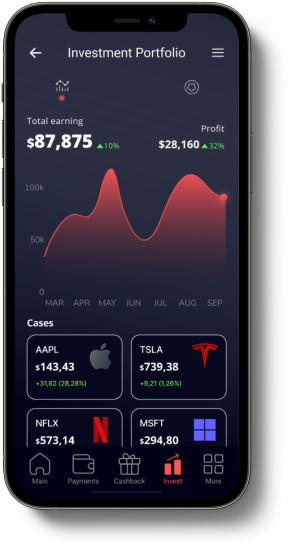 Investment Portfolio
Total earning
$87,875 ▲10%
Profit
$28,160 ▲32%
100k
50k
0
MAR APR MAY JUN JUL AUG SEP
Cases
AAPL
$143,43
+31,62 (28,28%)
TSLA
$739,38
+9,21 (1,26%)
NFLX
$573,14
MSFT
$294,80
Main Payments Cashback Invest More